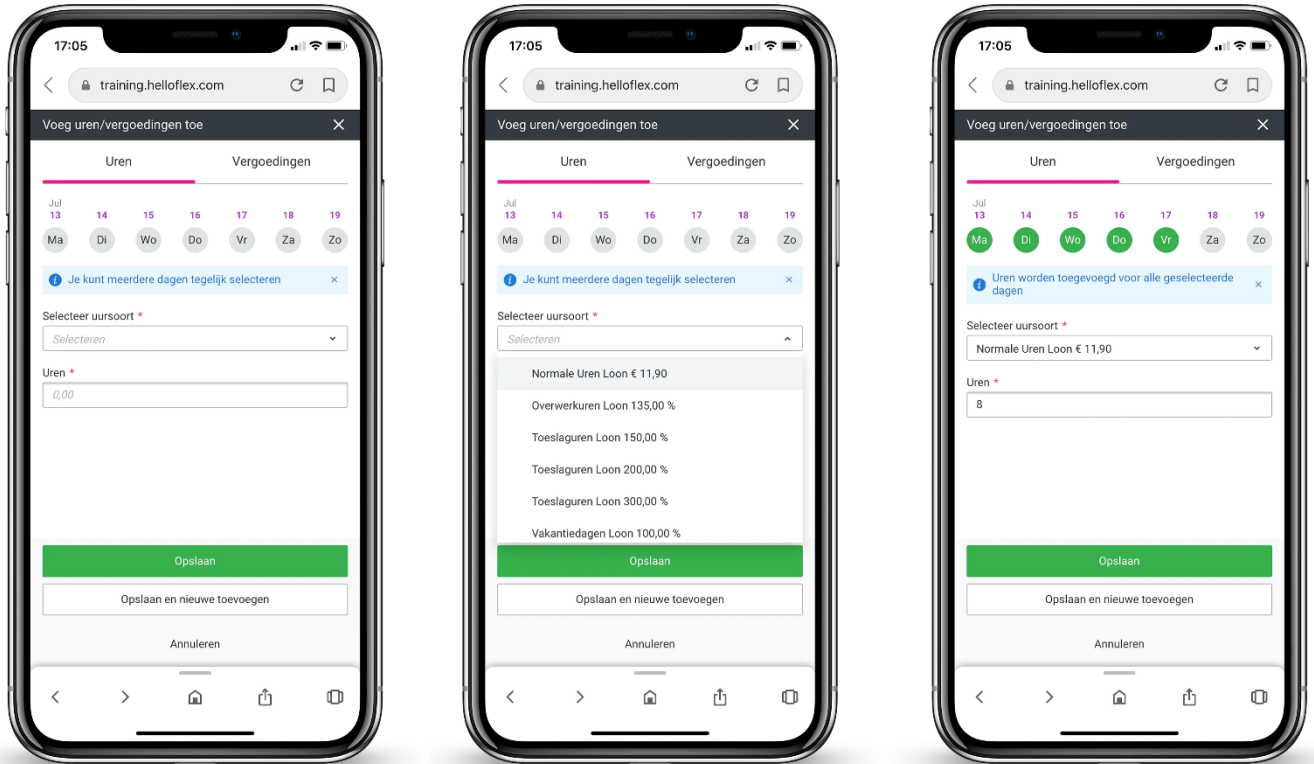 17:05
training.helloflex.com
Voeg uren/vergoedingen toe
Uren Vergoedingen
Jul
13 14 15 16 17 18 19
Ma Di Wo Do Vr Za Zo
Je kunt meerdere dagen tegelijk selecteren
Selecteer uursoort *
Selecteren
Uren *
0,00
Opslaan
Opslaan en nieuwe toevoegen
Annuleren
17:05
training.helloflex.com
Voeg uren/vergoedingen toe
Uren Vergoedingen
Jul
13 14 15 16 17 18 19
Ma Di Wo Do Vr Za Zo
Je kunt meerdere dagen tegelijk selecteren
Selecteer uursoort *
Selecteren
Normale Uren Loon € 11,90
Overwerkuren Loon 135,00 %
Toeslaguren Loon 150,00 %
Toeslaguren Loon 200,00 %
Toeslaguren Loon 300,00 %
Vakantiedagen Loon 100,00 %
Opslaan
Opslaan en nieuwe toevoegen
Annuleren
17:05
training.helloflex.com
Voeg uren/vergoedingen toe
Uren Vergoedingen
Jul
13 14 15 16 17 18 19
Ma Di Wo Do Vr Za Zo
Uren worden toegevoegd voor alle geselecteerde
dagen
Selecteer uursoort *
Normale Uren Loon € 11,90
Uren *
8
Opslaan
Opslaan en nieuwe toevoegen
Annuleren